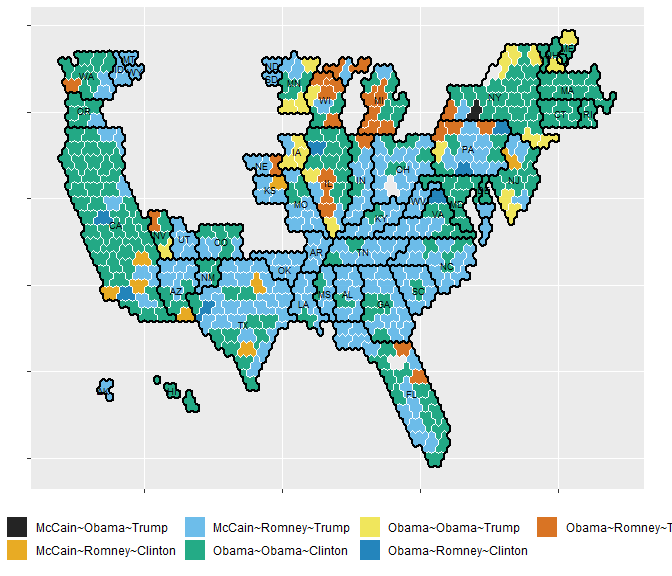 ME
MT
WA
ID
ND
WY
VT
NH
SD
MN
NY
MA
WI
MI
OR
CT
RI
PA
IA
NE
OH
IL
IN
NJ
KS
MO
WV
MD
DE
KY
VA
CA
NV
UT
CO
AR
TN
NC
NM
OK
AZ
LA
MS
AL
GA
SC
TX
AK
HI
FL
McCain~Obama~Trump McCain~Romney~Trump Obama~Obama~Trump Obama~Romney~T
McCain~Romney~Clinton Obama~Obama~Clinton Obama~Romney~Clinton